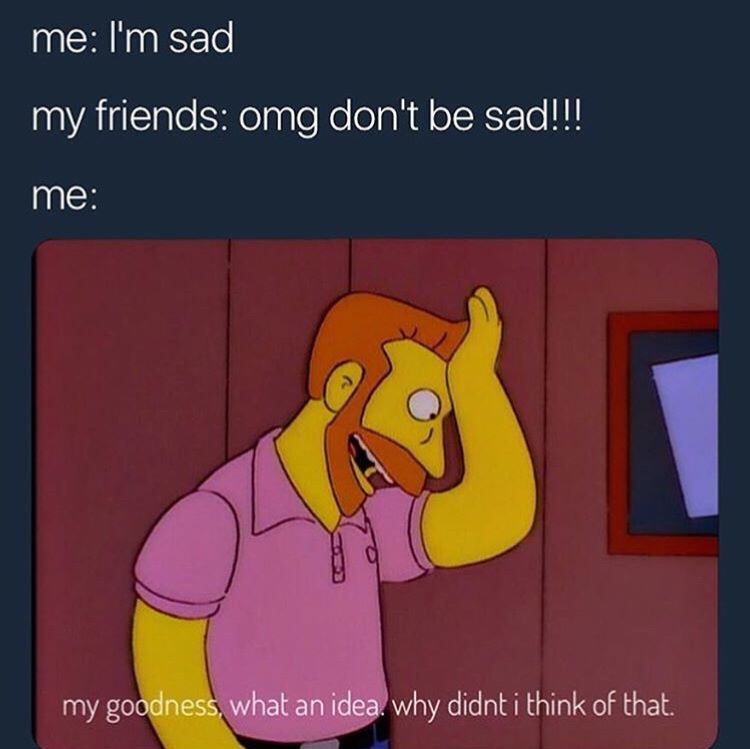 me: I'm sad
my friends: omg don't be sad!!!
me:
my goodness, what an idea. why didnt i think of that.